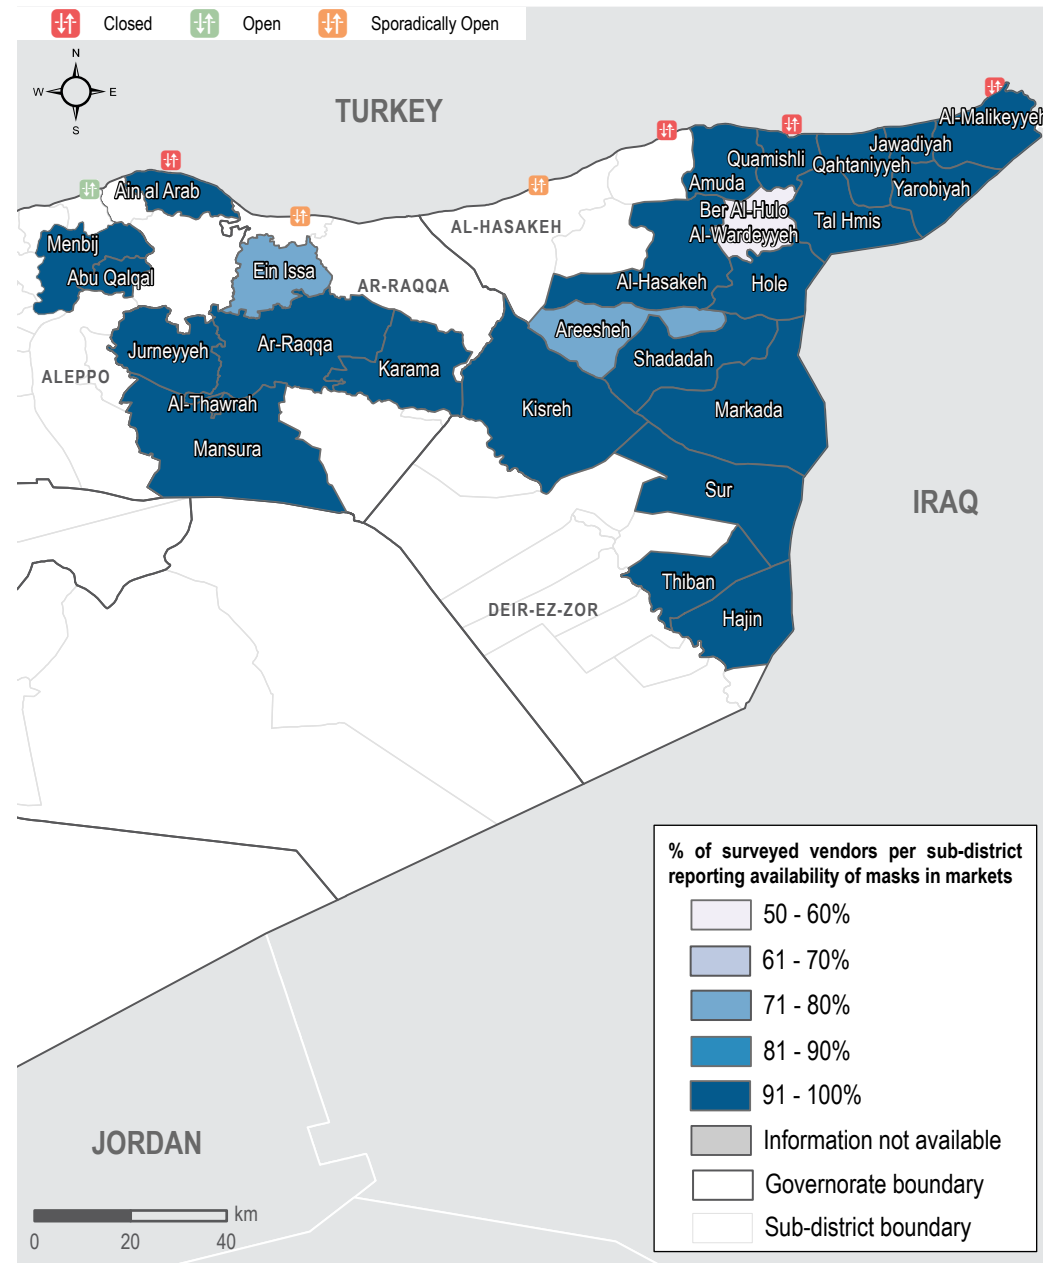 Closed
Open
Sporadically Open
N
W
E
S
TURKEY
Al-Malikeyyeh
Jawadiyah
Quamishli
Qahtaniyyeh
Ain al Arab
Amuda
Yarobiyah
Ber Al-Hulo
Al-Wardeyyeh
Tal Hmis
AL-HASAKEH
Menbij
Abu Qalqal
Ein Issa
AR-RAQQA
Al-Hasakeh
Hole
Jurneyyeh
Ar-Raqqa
Areesheh
Shadadah
ALEPPO
Karama
Al-Thawrah
Kisreh
Markada
Mansura
Sur
IRAQ
Thiban
DEIR-EZ-ZOR
Hajin
% of surveyed vendors per sub-district
reporting availability of masks in markets
50 - 60%
61 - 70%
71 - 80%
81 - 90%
91 - 100%
Information not available
Governorate boundary
Sub-district boundary
JORDAN
km
0 20 40